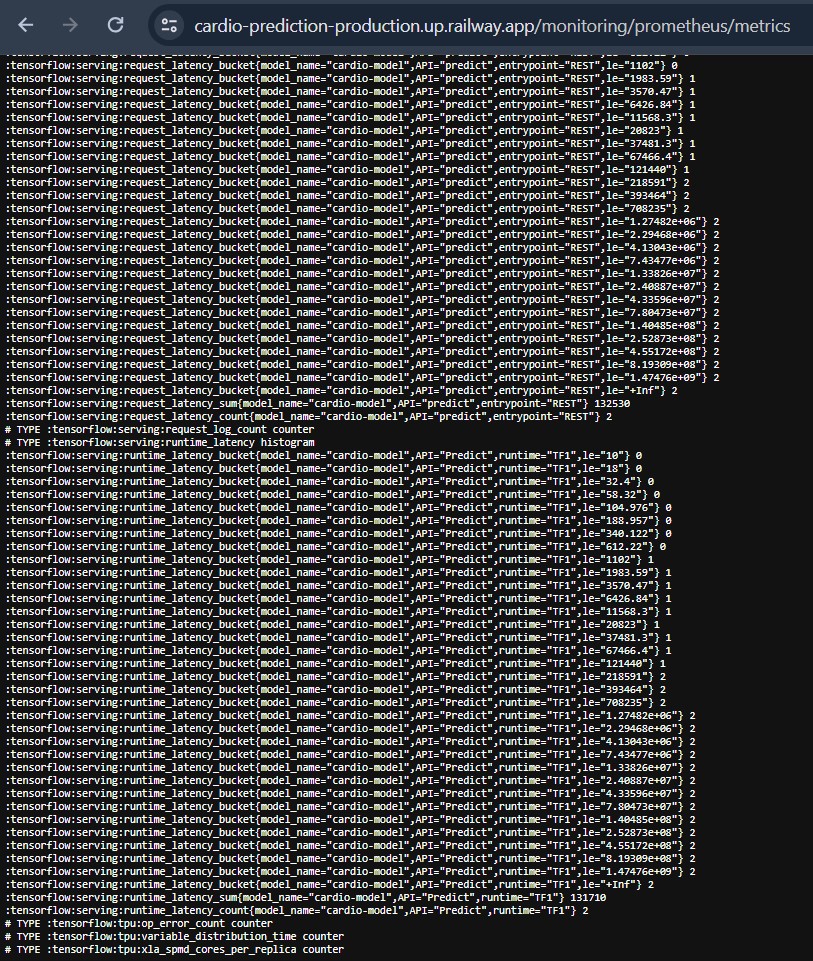 cardio-prediction-production.up.railway.app/monitoring/prometheus/metrics
:tensorflow:serving:request_latency_bucket{model_name="cardio-model",API="predict",entrypoint="REST",le="1102"} 0
:tensorflow:serving:request_latency_bucket{model_name="cardio-model",API="predict",entrypoint="REST",le="1983.59"} 1
:tensorflow:serving:request_latency_bucket{model_name="cardio-model",API="predict",entrypoint="REST",le="3570.47"} 1
:tensorflow:serving:request_latency_bucket{model_name="cardio-model",API="predict",entrypoint="REST",le="6426.84"} 1
:tensorflow:serving:request_latency_bucket{model_name="cardio-model",API="predict",entrypoint="REST",le="11568.3"} 1
:tensorflow:serving:request_latency_bucket{model_name="cardio-model",API="predict",entrypoint="REST",le="20823"} 1
:tensorflow:serving:request_latency_bucket{model_name="cardio-model",API="predict",entrypoint="REST",le="37481.3"} 1
:tensorflow:serving:request_latency_bucket{model_name="cardio-model",API="predict",entrypoint="REST",le="67466.4"} 1
:tensorflow:serving:request_latency_bucket{model_name="cardio-model",API="predict",entrypoint="REST",le="121440"} 1
:tensorflow:serving:request_latency_bucket{model_name="cardio-model",API="predict",entrypoint="REST",le="218591"} 2
:tensorflow:serving:request_latency_bucket{model_name="cardio-model",API="predict",entrypoint="REST",le="393464"} 2
:tensorflow:serving:request_latency_bucket{model_name="cardio-model",API="predict",entrypoint="REST",le="708235"} 2
:tensorflow:serving:request_latency_bucket{model_name="cardio-model",API="predict",entrypoint="REST",le="1.27482e+06"} 2
:tensorflow:serving:request_latency_bucket{model_name="cardio-model",API="predict",entrypoint="REST",le="2.29468e+06"} 2
:tensorflow:serving:request_latency_bucket{model_name="cardio-model",API="predict",entrypoint="REST",le="4.13043e+06"} 2
:tensorflow:serving:request_latency_bucket{model_name="cardio-model",API="predict",entrypoint="REST",le="7.43477e+06"} 2
:tensorflow:serving:request_latency_bucket{model_name="cardio-model",API="predict",entrypoint="REST",le="1.33826e+07"} 2
:tensorflow:serving:request_latency_bucket{model_name="cardio-model",API="predict",entrypoint="REST",le="2.40887e+07"} 2
:tensorflow:serving:request_latency_bucket{model_name="cardio-model",API="predict",entrypoint="REST",le="4.33596e+07"} 2
:tensorflow:serving:request_latency_bucket{model_name="cardio-model",API="predict",entrypoint="REST",le="7.80473e+07"} 2
:tensorflow:serving:request_latency_bucket{model_name="cardio-model",API="predict",entrypoint="REST",le="1.40485e+08"} 2
:tensorflow:serving:request_latency_bucket{model_name="cardio-model",API="predict",entrypoint="REST",le="2.52873e+08"} 2
:tensorflow:serving:request_latency_bucket{model_name="cardio-model",API="predict",entrypoint="REST",le="4.55172e+08"} 2
:tensorflow:serving:request_latency_bucket{model_name="cardio-model",API="predict",entrypoint="REST",le="8.19309e+08"} 2
:tensorflow:serving:request_latency_bucket{model_name="cardio-model",API="predict",entrypoint="REST",le="1.47476e+09"} 2
:tensorflow:serving:request_latency_bucket{model_name="cardio-model",API="predict",entrypoint="REST",le="+Inf"} 2
:tensorflow:serving:request_latency_sum{model_name="cardio-model",API="predict",entrypoint="REST"} 132530
:tensorflow:serving:request_latency_count{model_name="cardio-model",API="predict",entrypoint="REST"} 2
# TYPE :tensorflow:serving:request_log_count counter
# TYPE :tensorflow:serving:runtime_latency histogram
:tensorflow:serving:runtime_latency_bucket{model_name="cardio-model",API="Predict",runtime="TF1",le="10"} 0
:tensorflow:serving:runtime_latency_bucket{model_name="cardio-model",API="Predict",runtime="TF1",le="18"} 0
:tensorflow:serving:runtime_latency_bucket{model_name="cardio-model",API="Predict",runtime="TF1",le="32.4"} 0
:tensorflow:serving:runtime_latency_bucket{model_name="cardio-model",API="Predict",runtime="TF1",le="58.32"} 0
:tensorflow:serving:runtime_latency_bucket{model_name="cardio-model",API="Predict",runtime="TF1",le="104.976"} 0
:tensorflow:serving:runtime_latency_bucket{model_name="cardio-model",API="Predict",runtime="TF1",le="188.957"} 0
:tensorflow:serving:runtime_latency_bucket{model_name="cardio-model",API="Predict",runtime="TF1",le="340.122"} 0
:tensorflow:serving:runtime_latency_bucket{model_name="cardio-model",API="Predict",runtime="TF1",le="612.22"} 0
:tensorflow:serving:runtime_latency_bucket{model_name="cardio-model",API="Predict",runtime="TF1",le="1102"} 1
:tensorflow:serving:runtime_latency_bucket{model_name="cardio-model",API="Predict",runtime="TF1",le="1983.59"} 1
:tensorflow:serving:runtime_latency_bucket{model_name="cardio-model",API="Predict",runtime="TF1",le="3570.47"} 1
:tensorflow:serving:runtime_latency_bucket{model_name="cardio-model",API="Predict",runtime="TF1",le="6426.84"} 1
:tensorflow:serving:runtime_latency_bucket{model_name="cardio-model",API="Predict",runtime="TF1",le="11568.3"} 1
:tensorflow:serving:runtime_latency_bucket{model_name="cardio-model",API="Predict",runtime="TF1",le="20823"} 1
:tensorflow:serving:runtime_latency_bucket{model_name="cardio-model",API="Predict",runtime="TF1",le="37481.3"} 1
:tensorflow:serving:runtime_latency_bucket{model_name="cardio-model",API="Predict",runtime="TF1",le="67466.4"} 1
:tensorflow:serving:runtime_latency_bucket{model_name="cardio-model",API="Predict",runtime="TF1",le="121440"} 1
:tensorflow:serving:runtime_latency_bucket{model_name="cardio-model",API="Predict",runtime="TF1",le="218591"} 2
:tensorflow:serving:runtime_latency_bucket{model_name="cardio-model",API="Predict",runtime="TF1",le="393464"} 2
:tensorflow:serving:runtime_latency_bucket{model_name="cardio-model",API="Predict",runtime="TF1",le="708235"} 2
:tensorflow:serving:runtime_latency_bucket{model_name="cardio-model",API="Predict",runtime="TF1",le="1.27482e+06"} 2
:tensorflow:serving:runtime_latency_bucket{model_name="cardio-model",API="Predict",runtime="TF1",le="2.29468e+06"} 2
:tensorflow:serving:runtime_latency_bucket{model_name="cardio-model",API="Predict",runtime="TF1",le="4.13043e+06"} 2
:tensorflow:serving:runtime_latency_bucket{model_name="cardio-model",API="Predict",runtime="TF1",le="7.43477e+06"} 2
:tensorflow:serving:runtime_latency_bucket{model_name="cardio-model",API="Predict",runtime="TF1",le="1.33826e+07"} 2
:tensorflow:serving:runtime_latency_bucket{model_name="cardio-model",API="Predict",runtime="TF1",le="2.40887e+07"} 2
:tensorflow:serving:runtime_latency_bucket{model_name="cardio-model",API="Predict",runtime="TF1",le="4.33596e+07"} 2
:tensorflow:serving:runtime_latency_bucket{model_name="cardio-model",API="Predict",runtime="TF1",le="7.80473e+07"} 2
:tensorflow:serving:runtime_latency_bucket{model_name="cardio-model",API="Predict",runtime="TF1",le="1.40485e+08"} 2
:tensorflow:serving:runtime_latency_bucket{model_name="cardio-model",API="Predict",runtime="TF1",le="2.52873e+08"} 2
:tensorflow:serving:runtime_latency_bucket{model_name="cardio-model",API="Predict",runtime="TF1",le="4.55172e+08"} 2
:tensorflow:serving:runtime_latency_bucket{model_name="cardio-model",API="Predict",runtime="TF1",le="8.19309e+08"} 2
:tensorflow:serving:runtime_latency_bucket{model_name="cardio-model",API="Predict",runtime="TF1",le="1.47476e+09"} 2
:tensorflow:serving:runtime_latency_bucket{model_name="cardio-model",API="Predict",runtime="TF1",le="+Inf"} 2
:tensorflow:serving:runtime_latency_sum{model_name="cardio-model",API="Predict",runtime="TF1"} 131710
:tensorflow:serving:runtime_latency_count{model_name="cardio-model",API="Predict",runtime="TF1"} 2
# TYPE :tensorflow:tpu:op_error_count counter
# TYPE :tensorflow:tpu:variable_distribution_time counter
# TYPE :tensorflow:tpu:xla_spmd_cores_per_replica counter